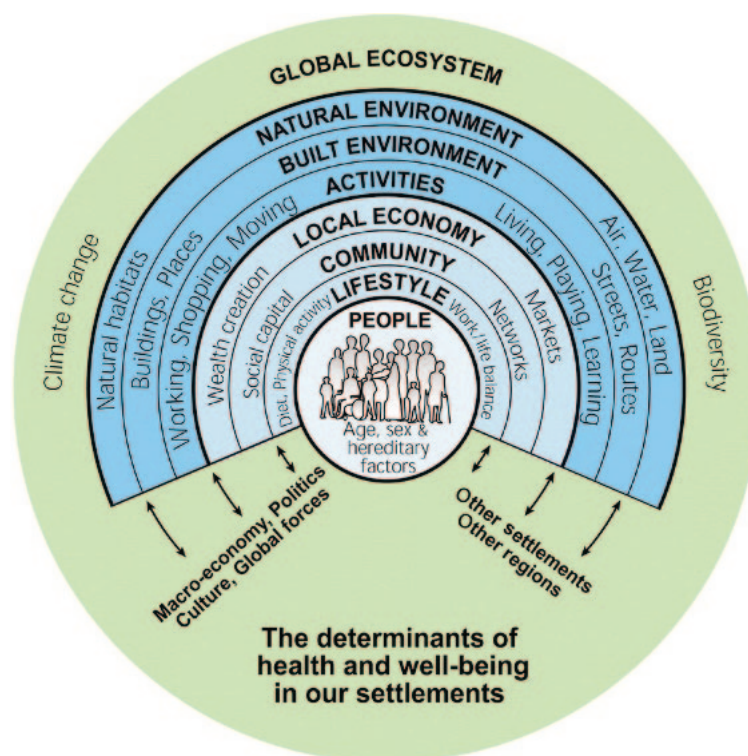 GLOBAL ECOSYSTEM
NATURAL ENVIRONMENT
BUILT ENVIRONMENT
ACTIVITIES
LOCAL ECONOMY
COMMUNITY
LIFESTYLE
PEOPLE
Age, sex &
hereditary
factors
Climate change
Natural habitats
Buildings, Places
Working, Shopping, Moving
Wealth creation
Social capital
Diet, Physical activity
Work/life balance
Networks
Markets
Living, Playing, Learning
Streets, Routes
Air, Water, Land
Biodiversity
Macro-economy, Politics
Culture, Global forces
Other settlements
Other regions
The determinants of
health and well-being
in our settlements